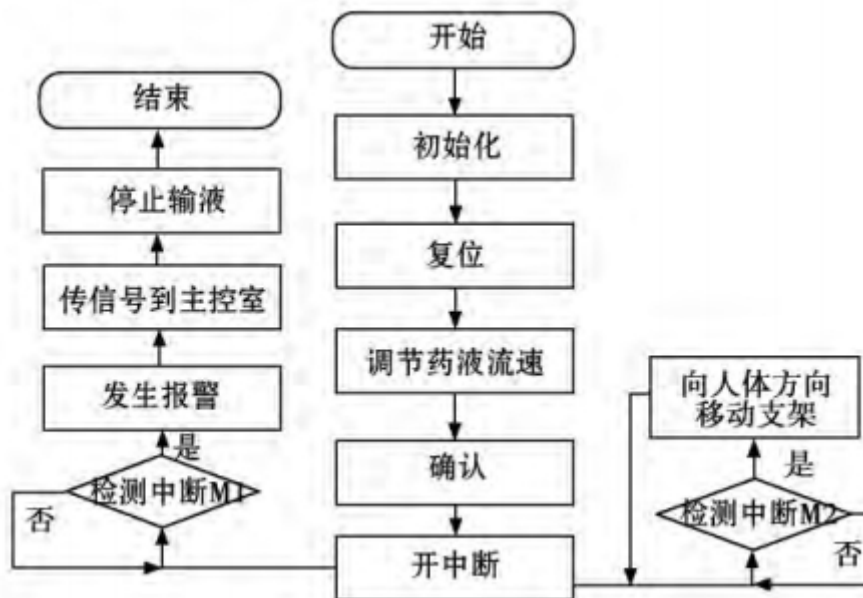 开始
初始化
复位
调节药液流速
确认
开中断
结束
停止输液
传信号到主控室
发生报警
是
检测中断M1
否
向人体方向
移动支架
是
检测中断M2
否